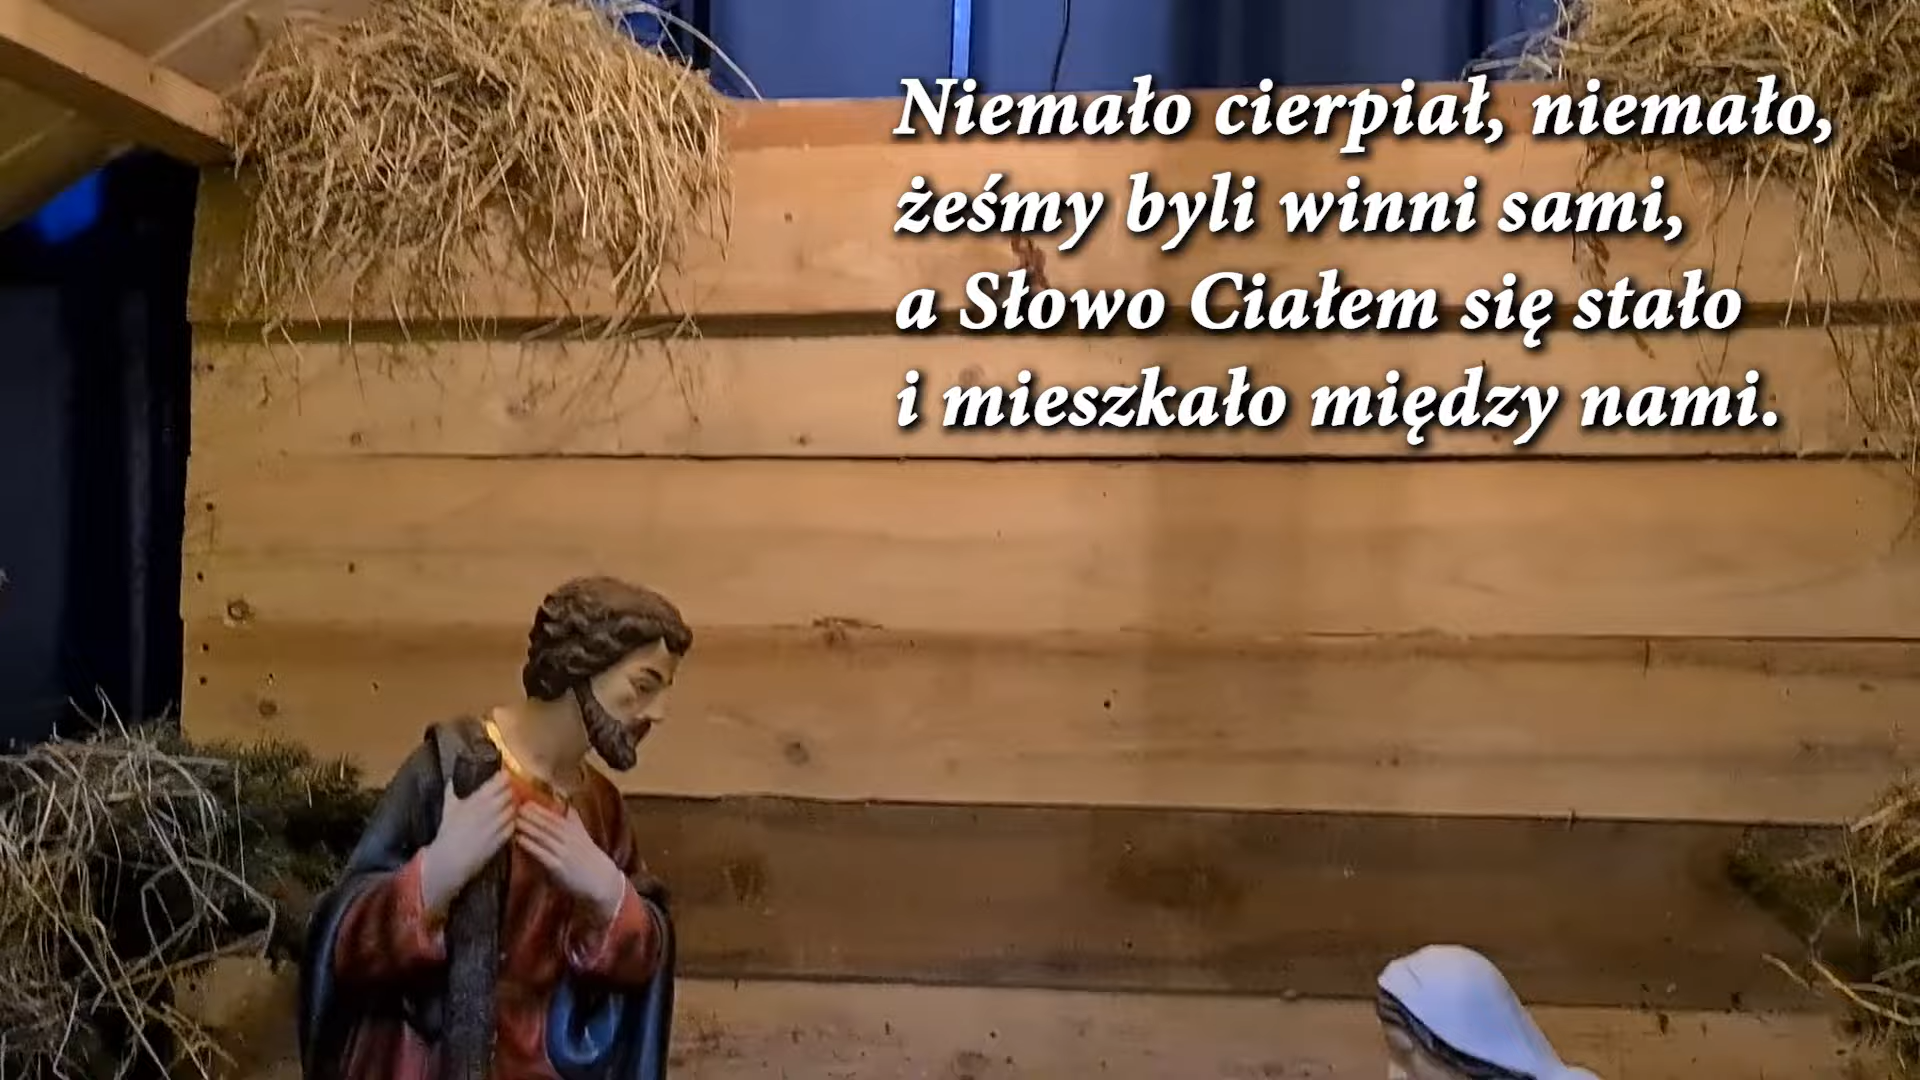 Niemało cierpiał, niemało,
żeśmy byli winni sami,
a Słowo Ciałem się stało
i mieszkało między nami.